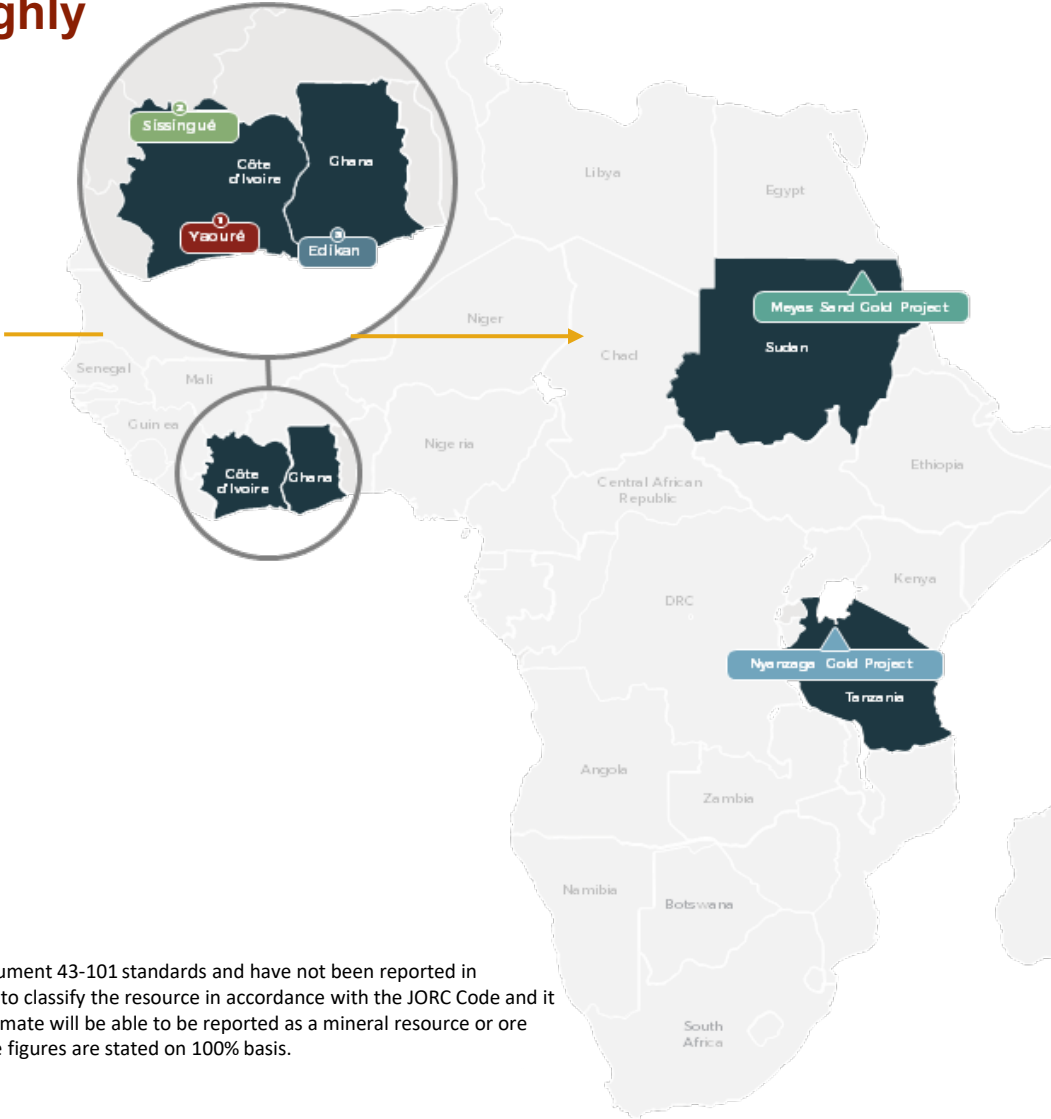 ghly
2
Sissingué
Côte
d'Ivoire
Ghana
1
Yaouré
3
Edikan
Libya
Egypt
Meyas Sand Gold Project
Sudan
Niger
Chad
Senegal
Mali
Guinea
Nigeria
Côte
d'Ivoire
Ghana
Central African
Republic
Ethiopia
Kenya
DRC
Nyanzaga Gold Project
Tanzania
Angola
Zambia
Namibia
Botswana
South
Africa
ument 43-101 standards and have not been reported in
to classify the resource in accordance with the JORC Code and it
mate will be able to be reported as a mineral resource or ore
e figures are stated on 100% basis.